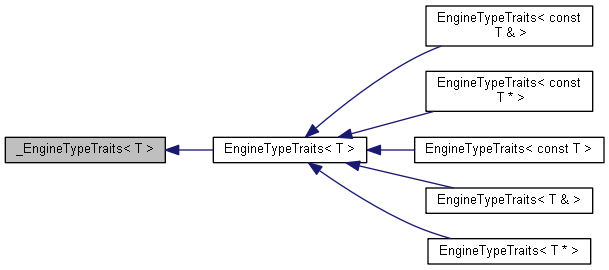 _EngineTypeTraits< T >
EngineTypeTraits< T >
EngineTypeTraits< const
T & >
EngineTypeTraits< const
T * >
EngineTypeTraits< const T >
EngineTypeTraits< T & >
EngineTypeTraits< T * >